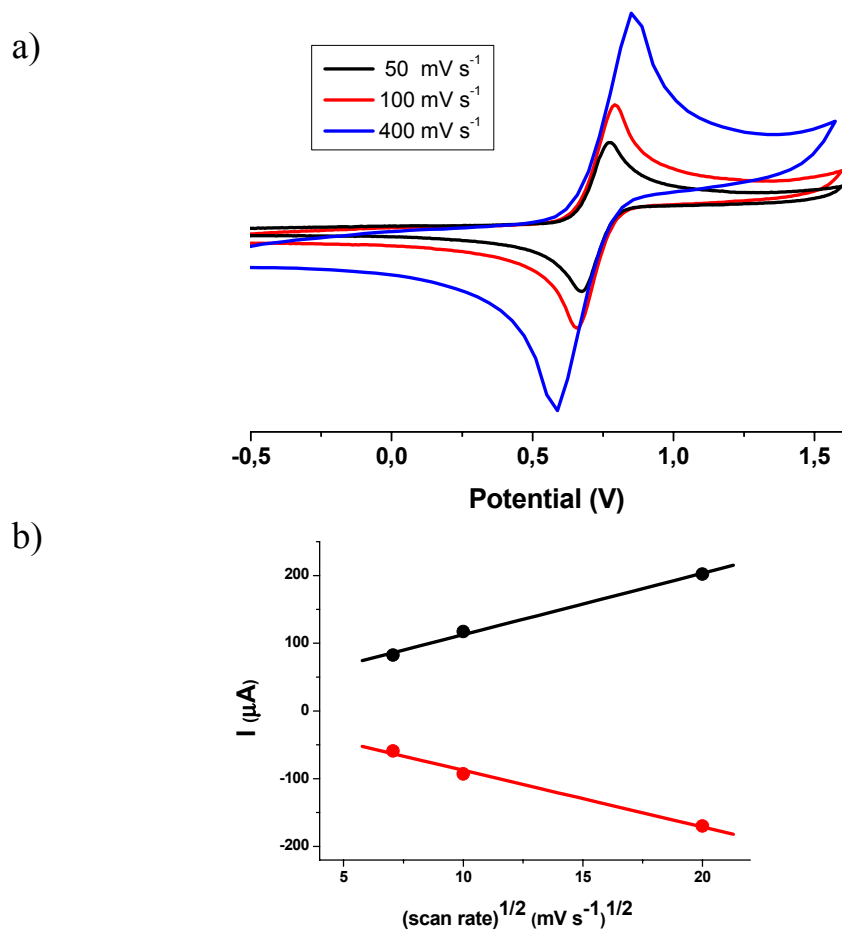 a)
50 mV s⁻¹
100 mV s⁻¹
400 mV s⁻¹
-0,5 0,0 0,5 1,0 1,5
Potential (V)
b)
200
100
0
-100
-200
I (μA)
5 10 15 20
(scan rate)^1/2 (mV s⁻¹)^1/2